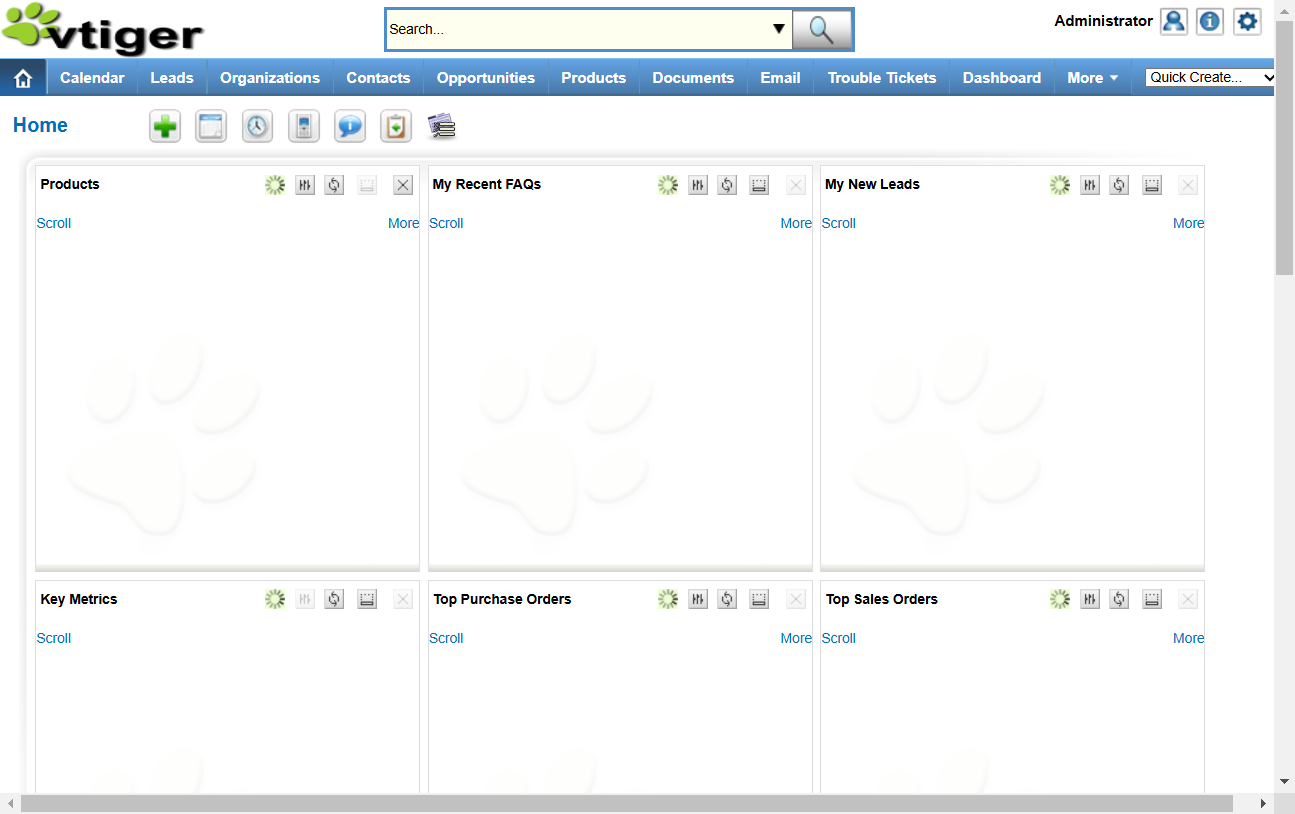 vtiger
Search...
Administrator
Calendar Leads Organizations Contacts Opportunities Products Documents Email Trouble Tickets Dashboard More Quick Create...
Home
Products
My Recent FAQs
My New Leads
Scroll More
Scroll More
Scroll More
Key Metrics
Top Purchase Orders
Top Sales Orders
Scroll
Scroll More
Scroll More